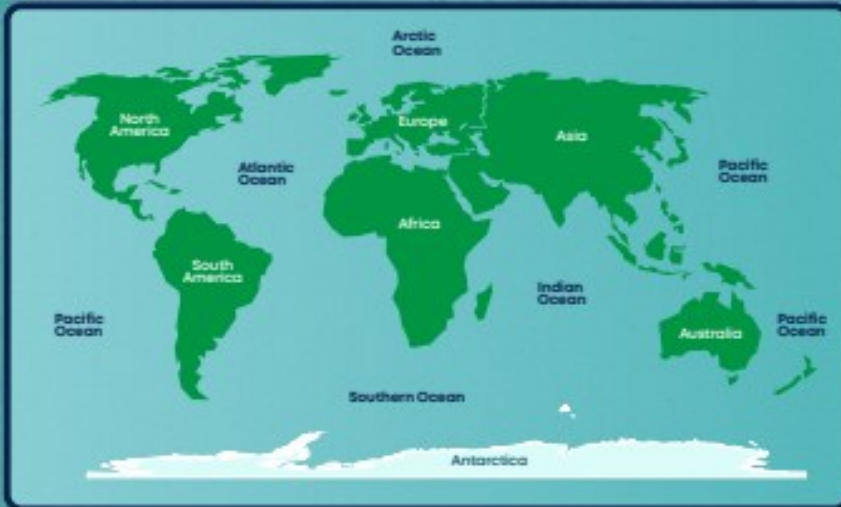 Arctic
Ocean
North
America
Europe
Asia
Atlantic
Ocean
Pacific
Ocean
Africa
South
America
Indian
Ocean
Pacific
Ocean
Australia
Pacific
Ocean
Southern Ocean
Antarctica